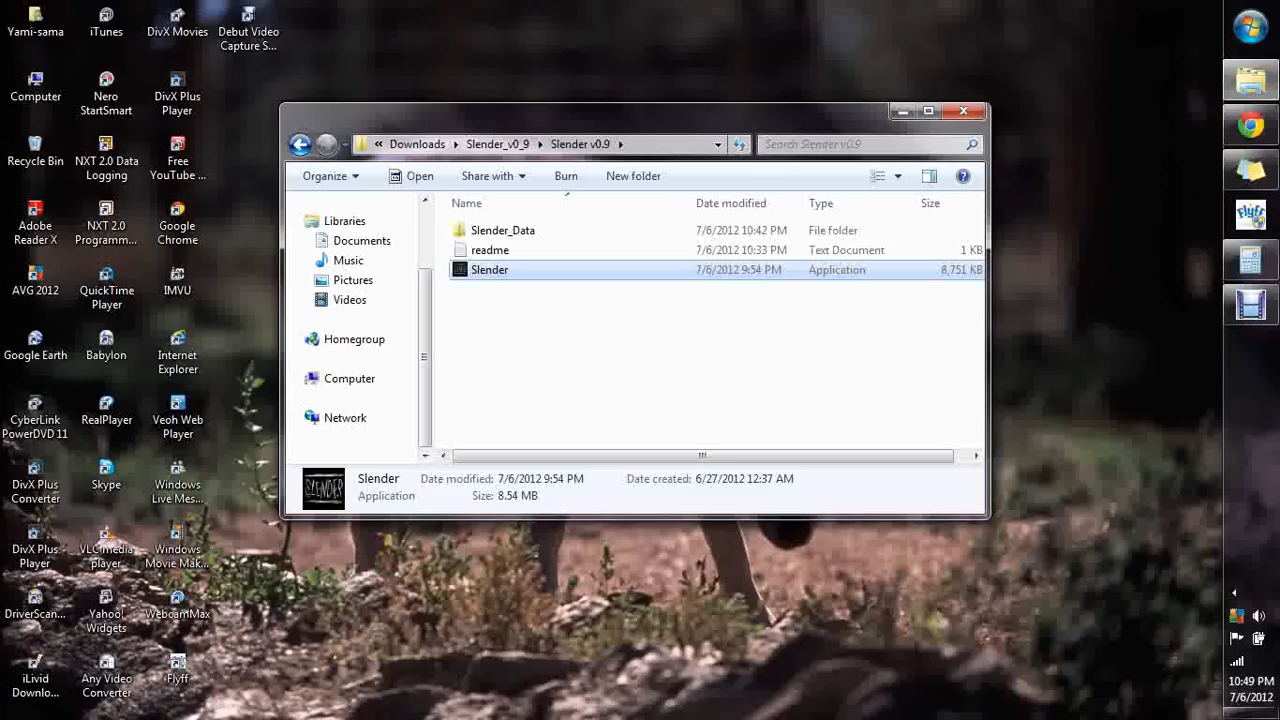 Yami-sama
iTunes
DivX Movies
Debut Video
Capture S...
Computer
Nero
StartSmart
DivX Plus
Player
Recycle Bin
NXT 2.0 Data
Logging
Free
YouTube ...
Adobe
Reader X
NXT 2.0
Programm...
Google
Chrome
AVG 2012
QuickTime
Player
IMVU
Google Earth
Babylon
Internet
Explorer
CyberLink
PowerDVD 11
RealPlayer
Veoh Web
Player
DivX Plus
Converter
Skype
Windows
Live Mes...
DivX Plus
Player
VLC media
player
Windows
Movie Mak...
DriverScan...
Yahoo!
Widgets
WebcamMax
iLivid
Downlo...
Any Video
Converter
Flyff
« Downloads Slender_v0_9 Slender v0.9
Search Slender v0.9
Organize Open Share with Burn New folder
Libraries
Documents
Music
Pictures
Videos
Homegroup
Computer
Network
Name Date modified Type Size
Slender_Data 7/6/2012 10:42 PM File folder
readme 7/6/2012 10:33 PM Text Document 1 KB
Slender 7/6/2012 9:54 PM Application 8,751 KB
SLENDER
Slender Date modified: 7/6/2012 9:54 PM Date created: 6/27/2012 12:37 AM
Application Size: 8.54 MB
Flyff
10:49 PM
7/6/2012